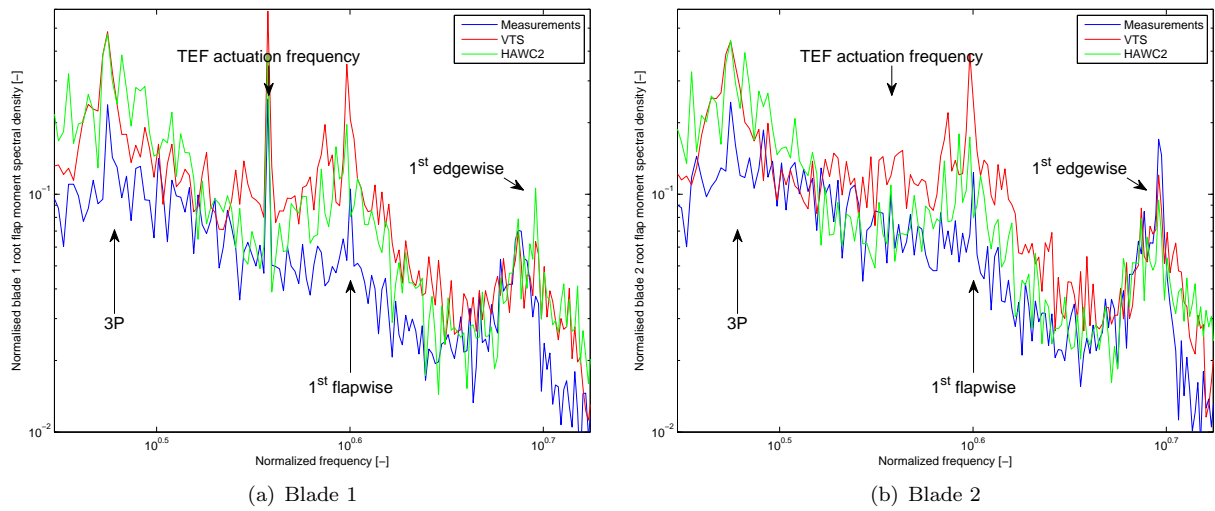 Measurements
VTS
HAWC2
TEF actuation frequency
1st edgewise
3P
1st flapwise
10^-1
10^-2
10^0.5
10^0.6
10^0.7
Normalised blade 1 root flap moment spectral density [–]
Normalized frequency [–]
(a) Blade 1
Measurements
VTS
HAWC2
TEF actuation frequency
1st edgewise
3P
1st flapwise
10^-1
10^-2
10^0.5
10^0.6
10^0.7
Normalised blade 2 root flap moment spectral density [–]
Normalized frequency [–]
(b) Blade 2